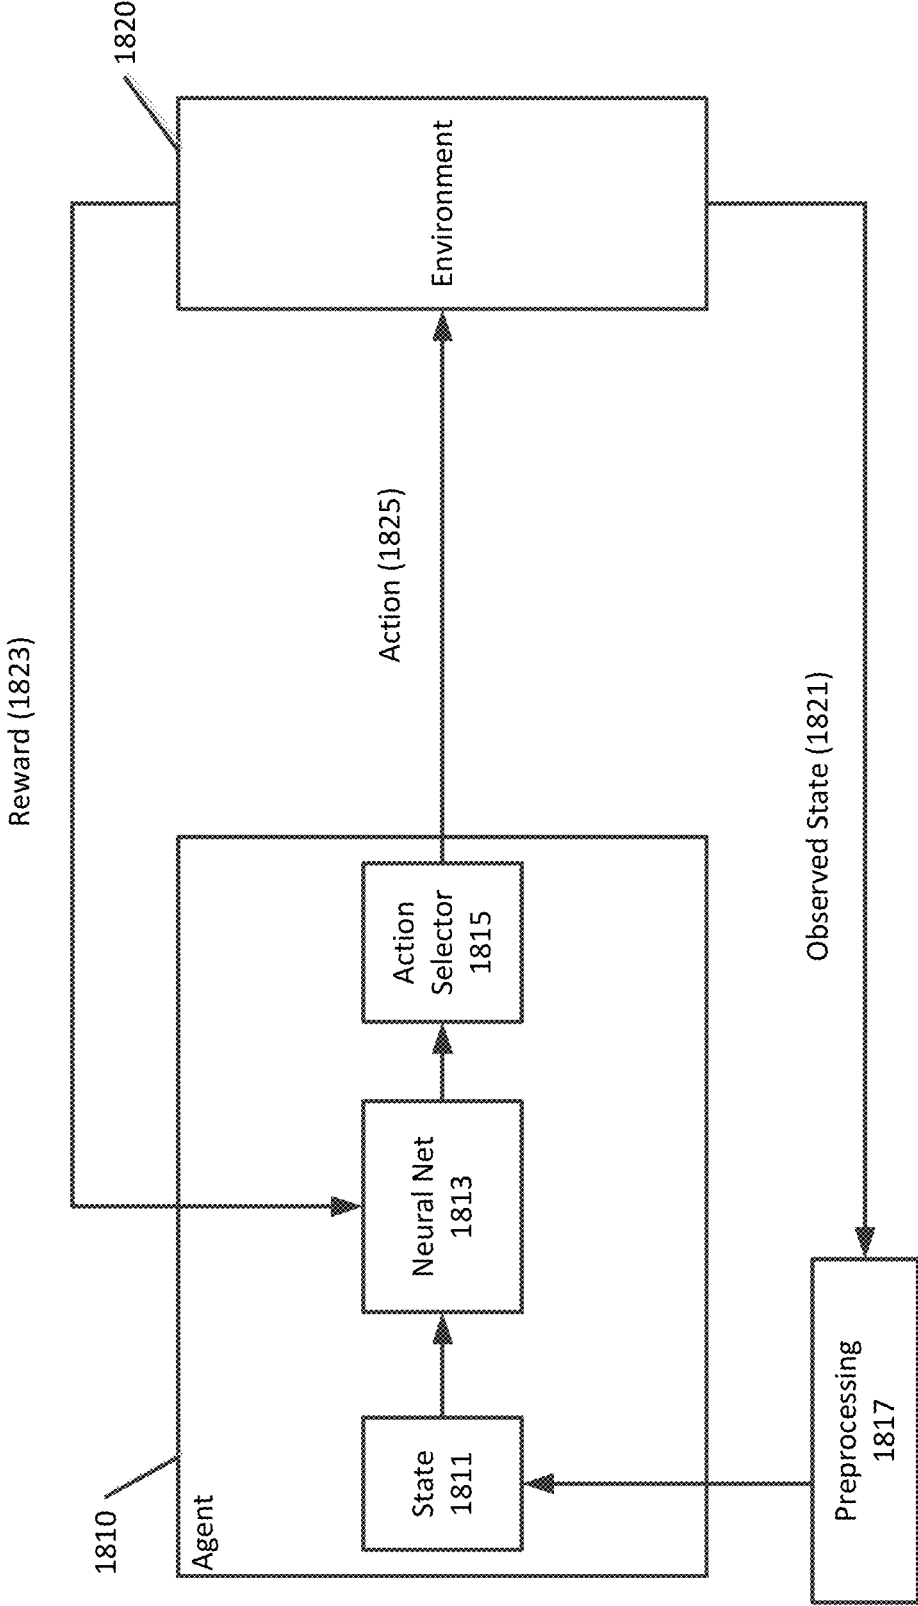 Reward (1823)
1820
1810
Agent
State
1811
Neural Net
1813
Action
Selector
1815
Action (1825)
Environment
Observed State (1821)
Preprocessing
1817